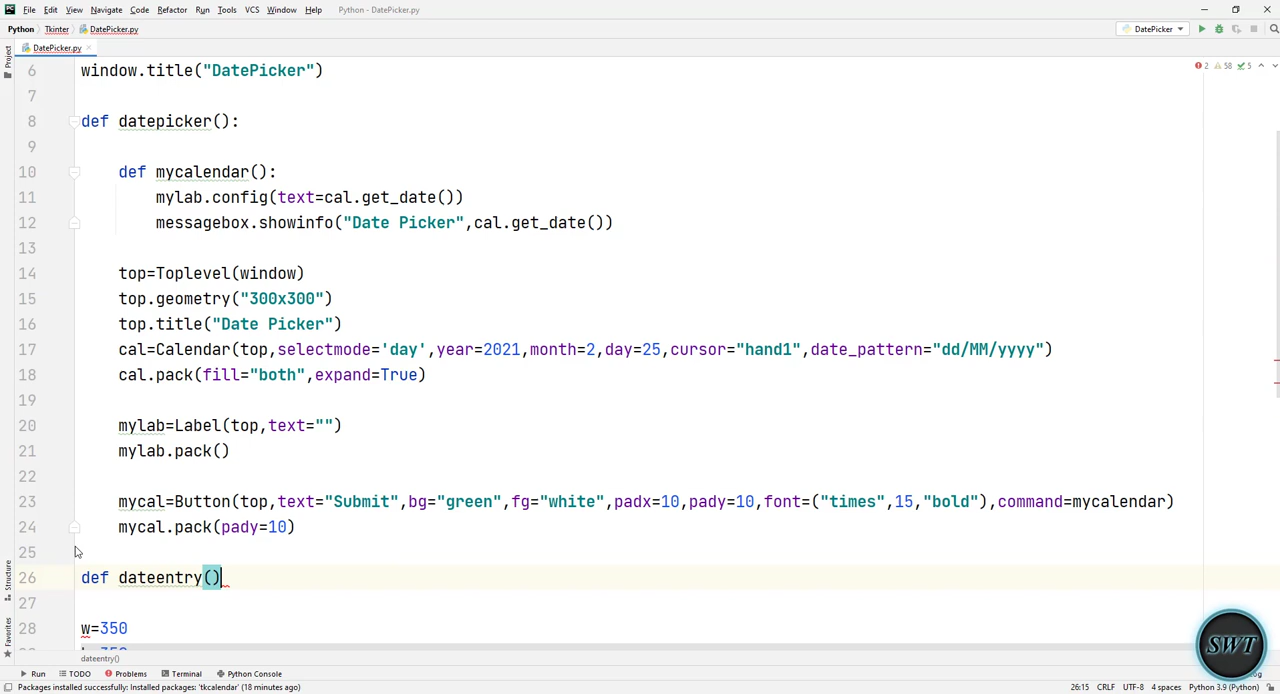 PC File Edit View Navigate Code Refactor Run Tools VCS Window Help Python - DatePicker.py
Python Tkinter DatePicker.py DatePicker
Project DatePicker.py
6 window.title("DatePicker") 2 58 5
7
8 def datepicker():
9
10 def mycalendar():
11 mylab.config(text=cal.get_date())
12 messagebox.showinfo("Date Picker",cal.get_date())
13
14 top=Toplevel(window)
15 top.geometry("300x300")
16 top.title("Date Picker")
17 cal=Calendar(top,selectmode='day',year=2021,month=2,day=25,cursor="hand1",date_pattern="dd/MM/yyyy")
18 cal.pack(fill="both",expand=True)
19
20 mylab=Label(top,text="")
21 mylab.pack()
22
23 mycal=Button(top,text="Submit",bg="green",fg="white",padx=10,pady=10,font=("times",15,"bold"),command=mycalendar)
24 mycal.pack(pady=10)
25
26 def dateentry()
27
28 w=350
dateentry()
Structure
Favorites
SWT
Run TODO Problems Terminal Python Console
Packages installed successfully: Installed packages: 'tkcalendar' (18 minutes ago) 26:15 CRLF UTF-8 4 spaces Python 3.9 (Python)